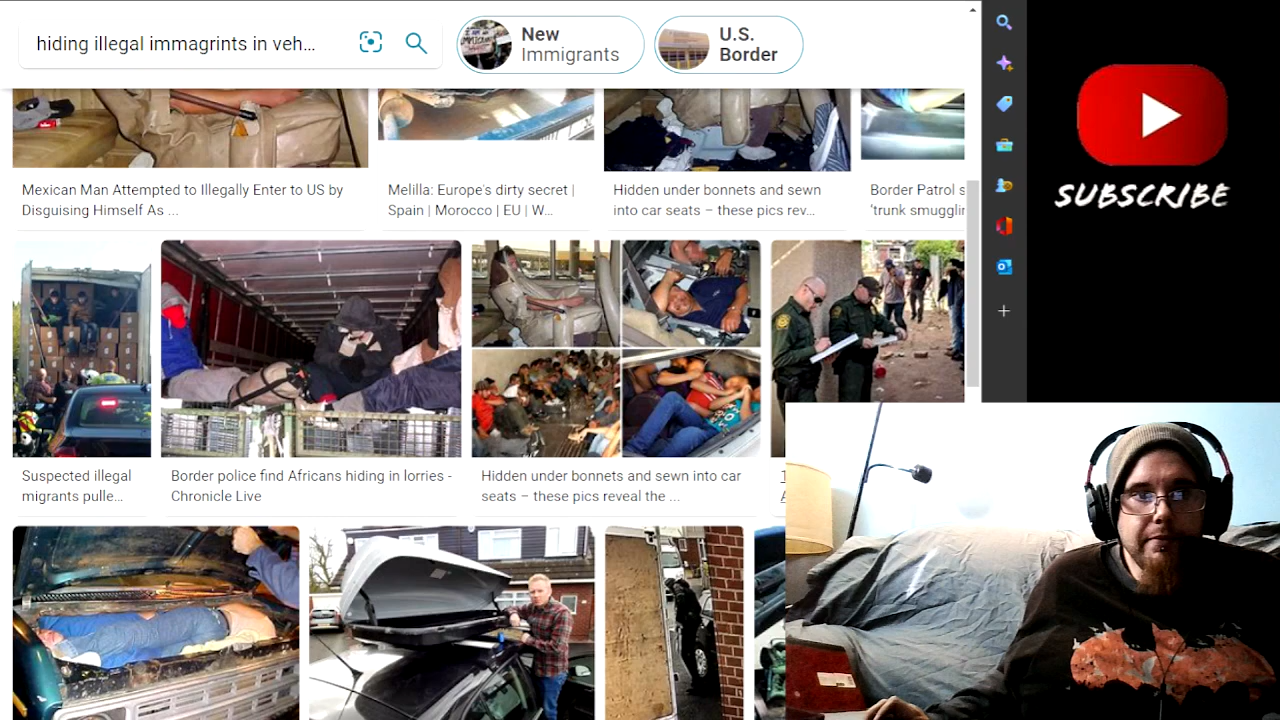 hiding illegal immagrints in veh...
New
Immigrants
U.S.
Border
Mexican Man Attempted to Illegally Enter to US by
Disguising Himself As ...
Melilla: Europe's dirty secret |
Spain | Morocco | EU | W...
Hidden under bonnets and sewn
into car seats – these pics rev...
Border Patrol s
'trunk smugglin
SUBSCRIBE
Suspected illegal
migrants pulle...
Border police find Africans hiding in lorries -
Chronicle Live
Hidden under bonnets and sewn into car
seats – these pics reveal the ...